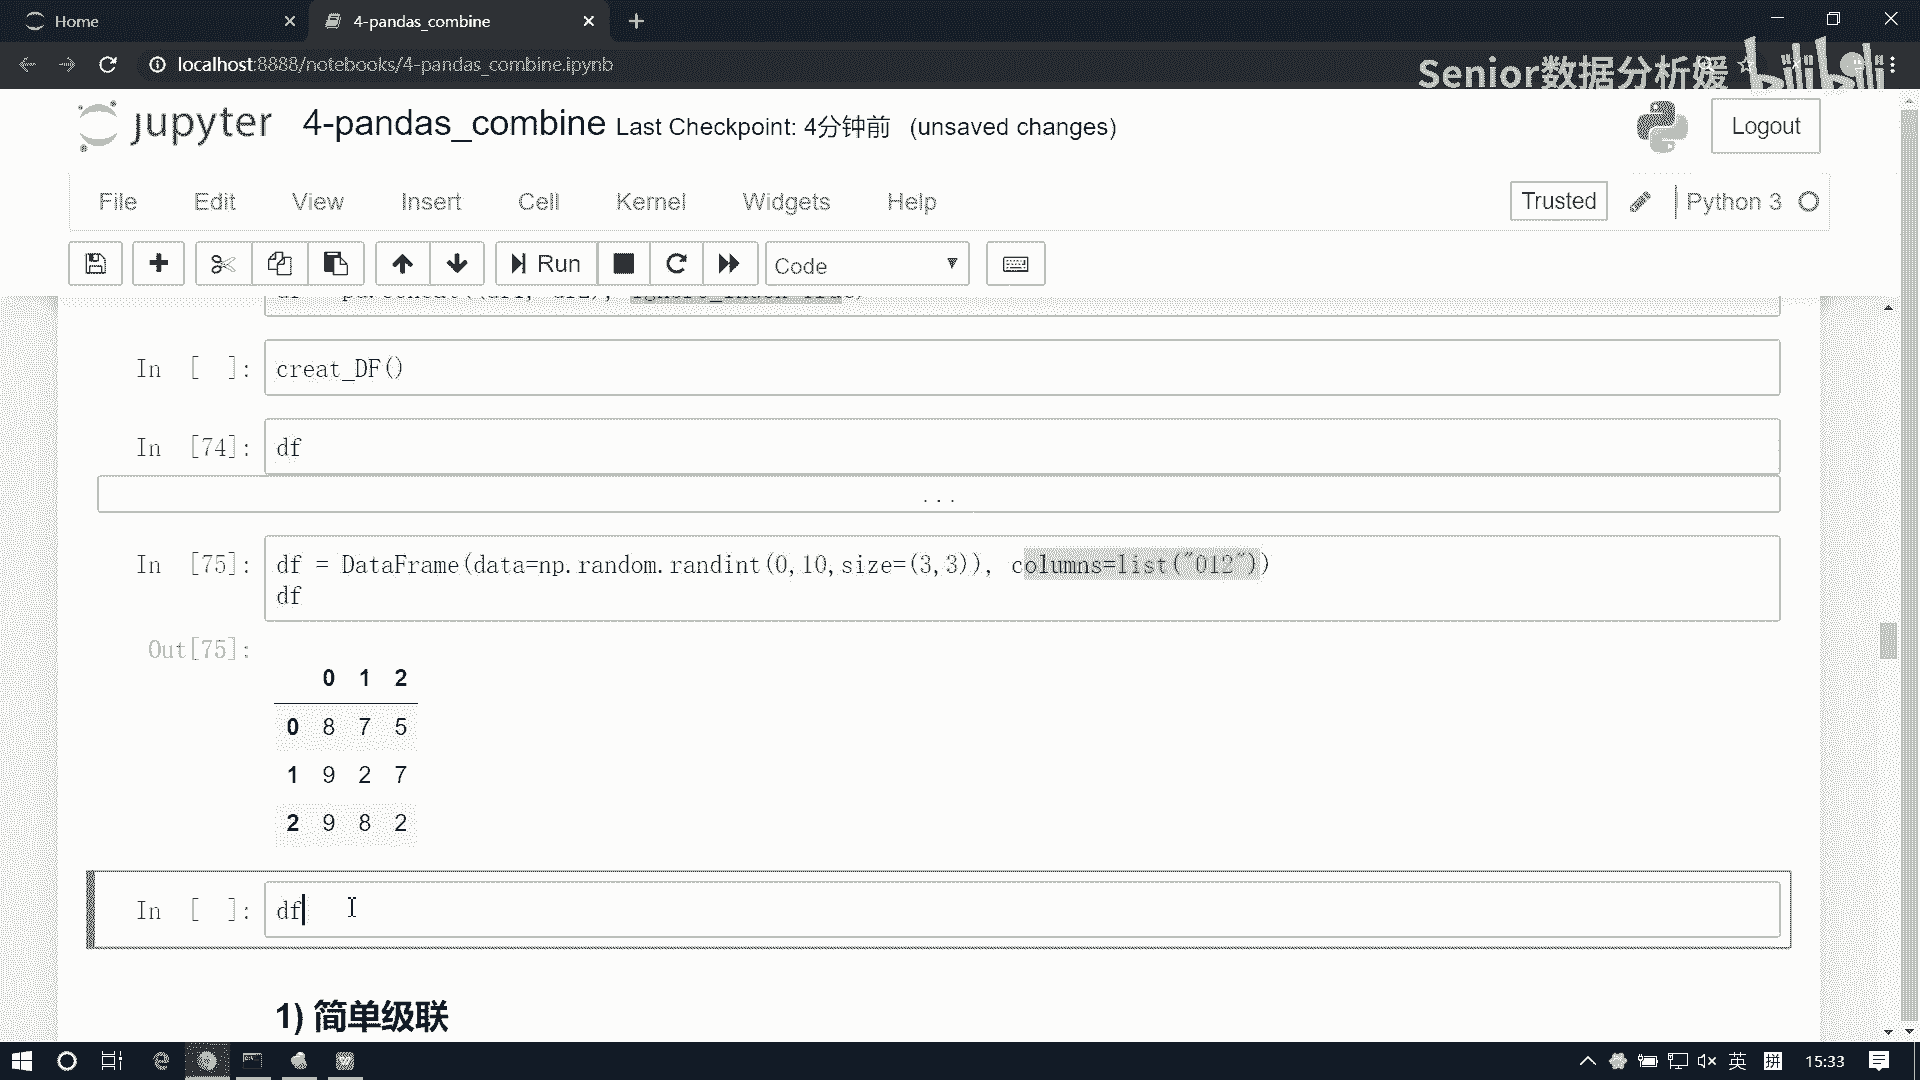 Home
4-pandas_combine
localhost:8888/notebooks/4-pandas_combine.ipynb
Senior数据分析媛 bilibili
jupyter 4-pandas_combine Last Checkpoint: 4分钟前 (unsaved changes)
Logout
File Edit View Insert Cell Kernel Widgets Help
Trusted Python 3
Run Code
In [ ]: creat_DF()
In [74]: df
...
In [75]: df = DataFrame(data=np.random.randint(0,10,size=(3,3)), columns=list("012"))
df
Out[75]:
0 1 2
0 8 7 5
1 9 2 7
2 9 8 2
In [ ]: df
1) 简单级联
英 拼 15:33